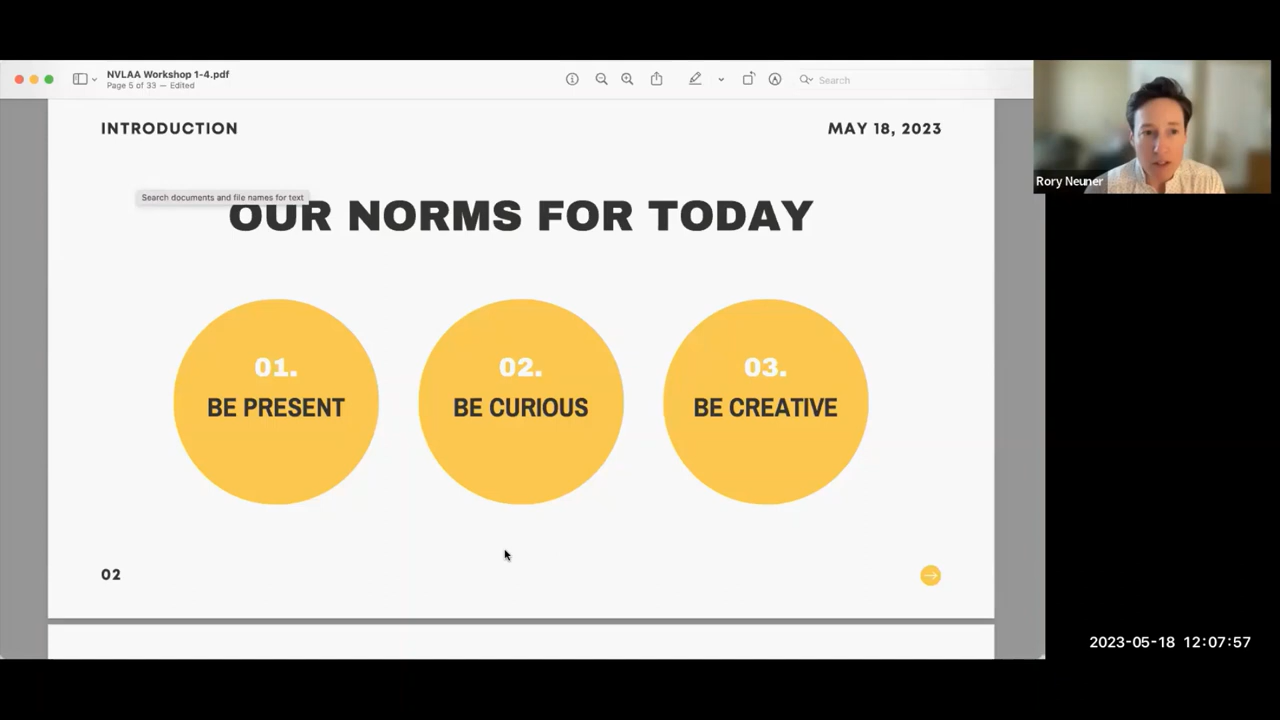 NVLAA Workshop 1-4.pdf
Page 5 of 33 — Edited
Search
INTRODUCTION
MAY 18, 2023
Search documents and file names for text
OUR NORMS FOR TODAY
01.
BE PRESENT
02.
BE CURIOUS
03.
BE CREATIVE
02
Rory Neuner
2023-05-18 12:07:57